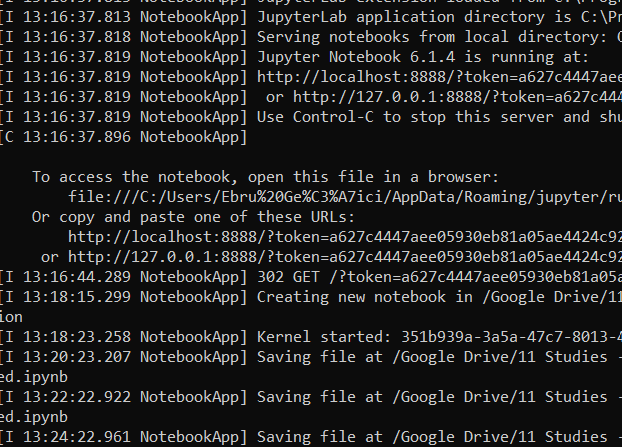 [I 13:16:37.813 NotebookApp] JupyterLab application directory is C:\Pr
[I 13:16:37.818 NotebookApp] Serving notebooks from local directory: C
[I 13:16:37.819 NotebookApp] Jupyter Notebook 6.1.4 is running at:
[I 13:16:37.819 NotebookApp] http://localhost:8888/?token=a627c4447aee
[I 13:16:37.819 NotebookApp]  or http://127.0.0.1:8888/?token=a627c444
[I 13:16:37.819 NotebookApp] Use Control-C to stop this server and shu
[C 13:16:37.896 NotebookApp]
To access the notebook, open this file in a browser:
file:///C:/Users/Ebru%20Ge%C3%A7ici/AppData/Roaming/jupyter/ru
Or copy and paste one of these URLs:
http://localhost:8888/?token=a627c4447aee05930eb81a05ae4424c92
or http://127.0.0.1:8888/?token=a627c4447aee05930eb81a05ae4424c92
[I 13:16:44.289 NotebookApp] 302 GET /?token=a627c4447aee05930eb81a05a
[I 13:18:15.299 NotebookApp] Creating new notebook in /Google Drive/11
ion
[I 13:18:23.258 NotebookApp] Kernel started: 351b939a-3a5a-47c7-8013-4
[I 13:20:23.207 NotebookApp] Saving file at /Google Drive/11 Studies -
ed.ipynb
[I 13:22:22.922 NotebookApp] Saving file at /Google Drive/11 Studies -
ed.ipynb
[I 13:24:22.961 NotebookApp] Saving file at /Google Drive/11 Studies -